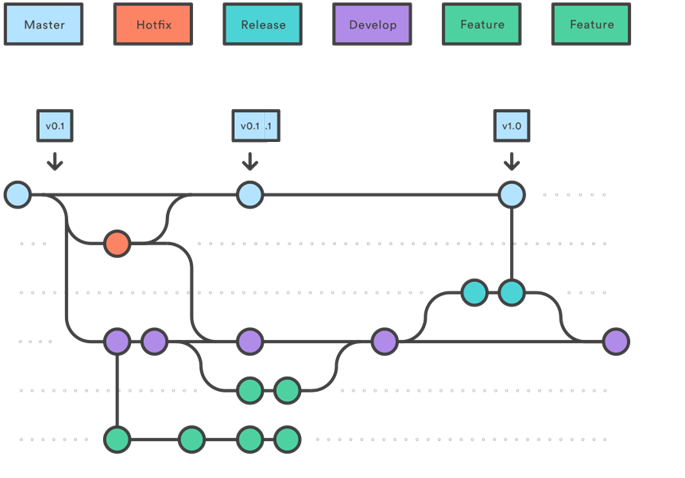 Master
Hotfix
Release
Develop
Feature
Feature
v0.1
v0.1 .1
v1.0